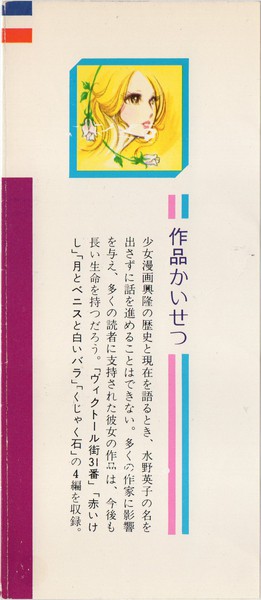 作品かいせつ
少女漫画興隆の歴史と現在を語るとき、水野英子の名を
出さずに話を進めることはできない。多くの作家に影響
を与え、多くの読者に支持された彼女の作品は、今後も
長い生命を持つだろう。「ヴィクトール街31番」「赤いけ
し」「月とベニスと白いバラ」「くじゃく石」の4編を収録。